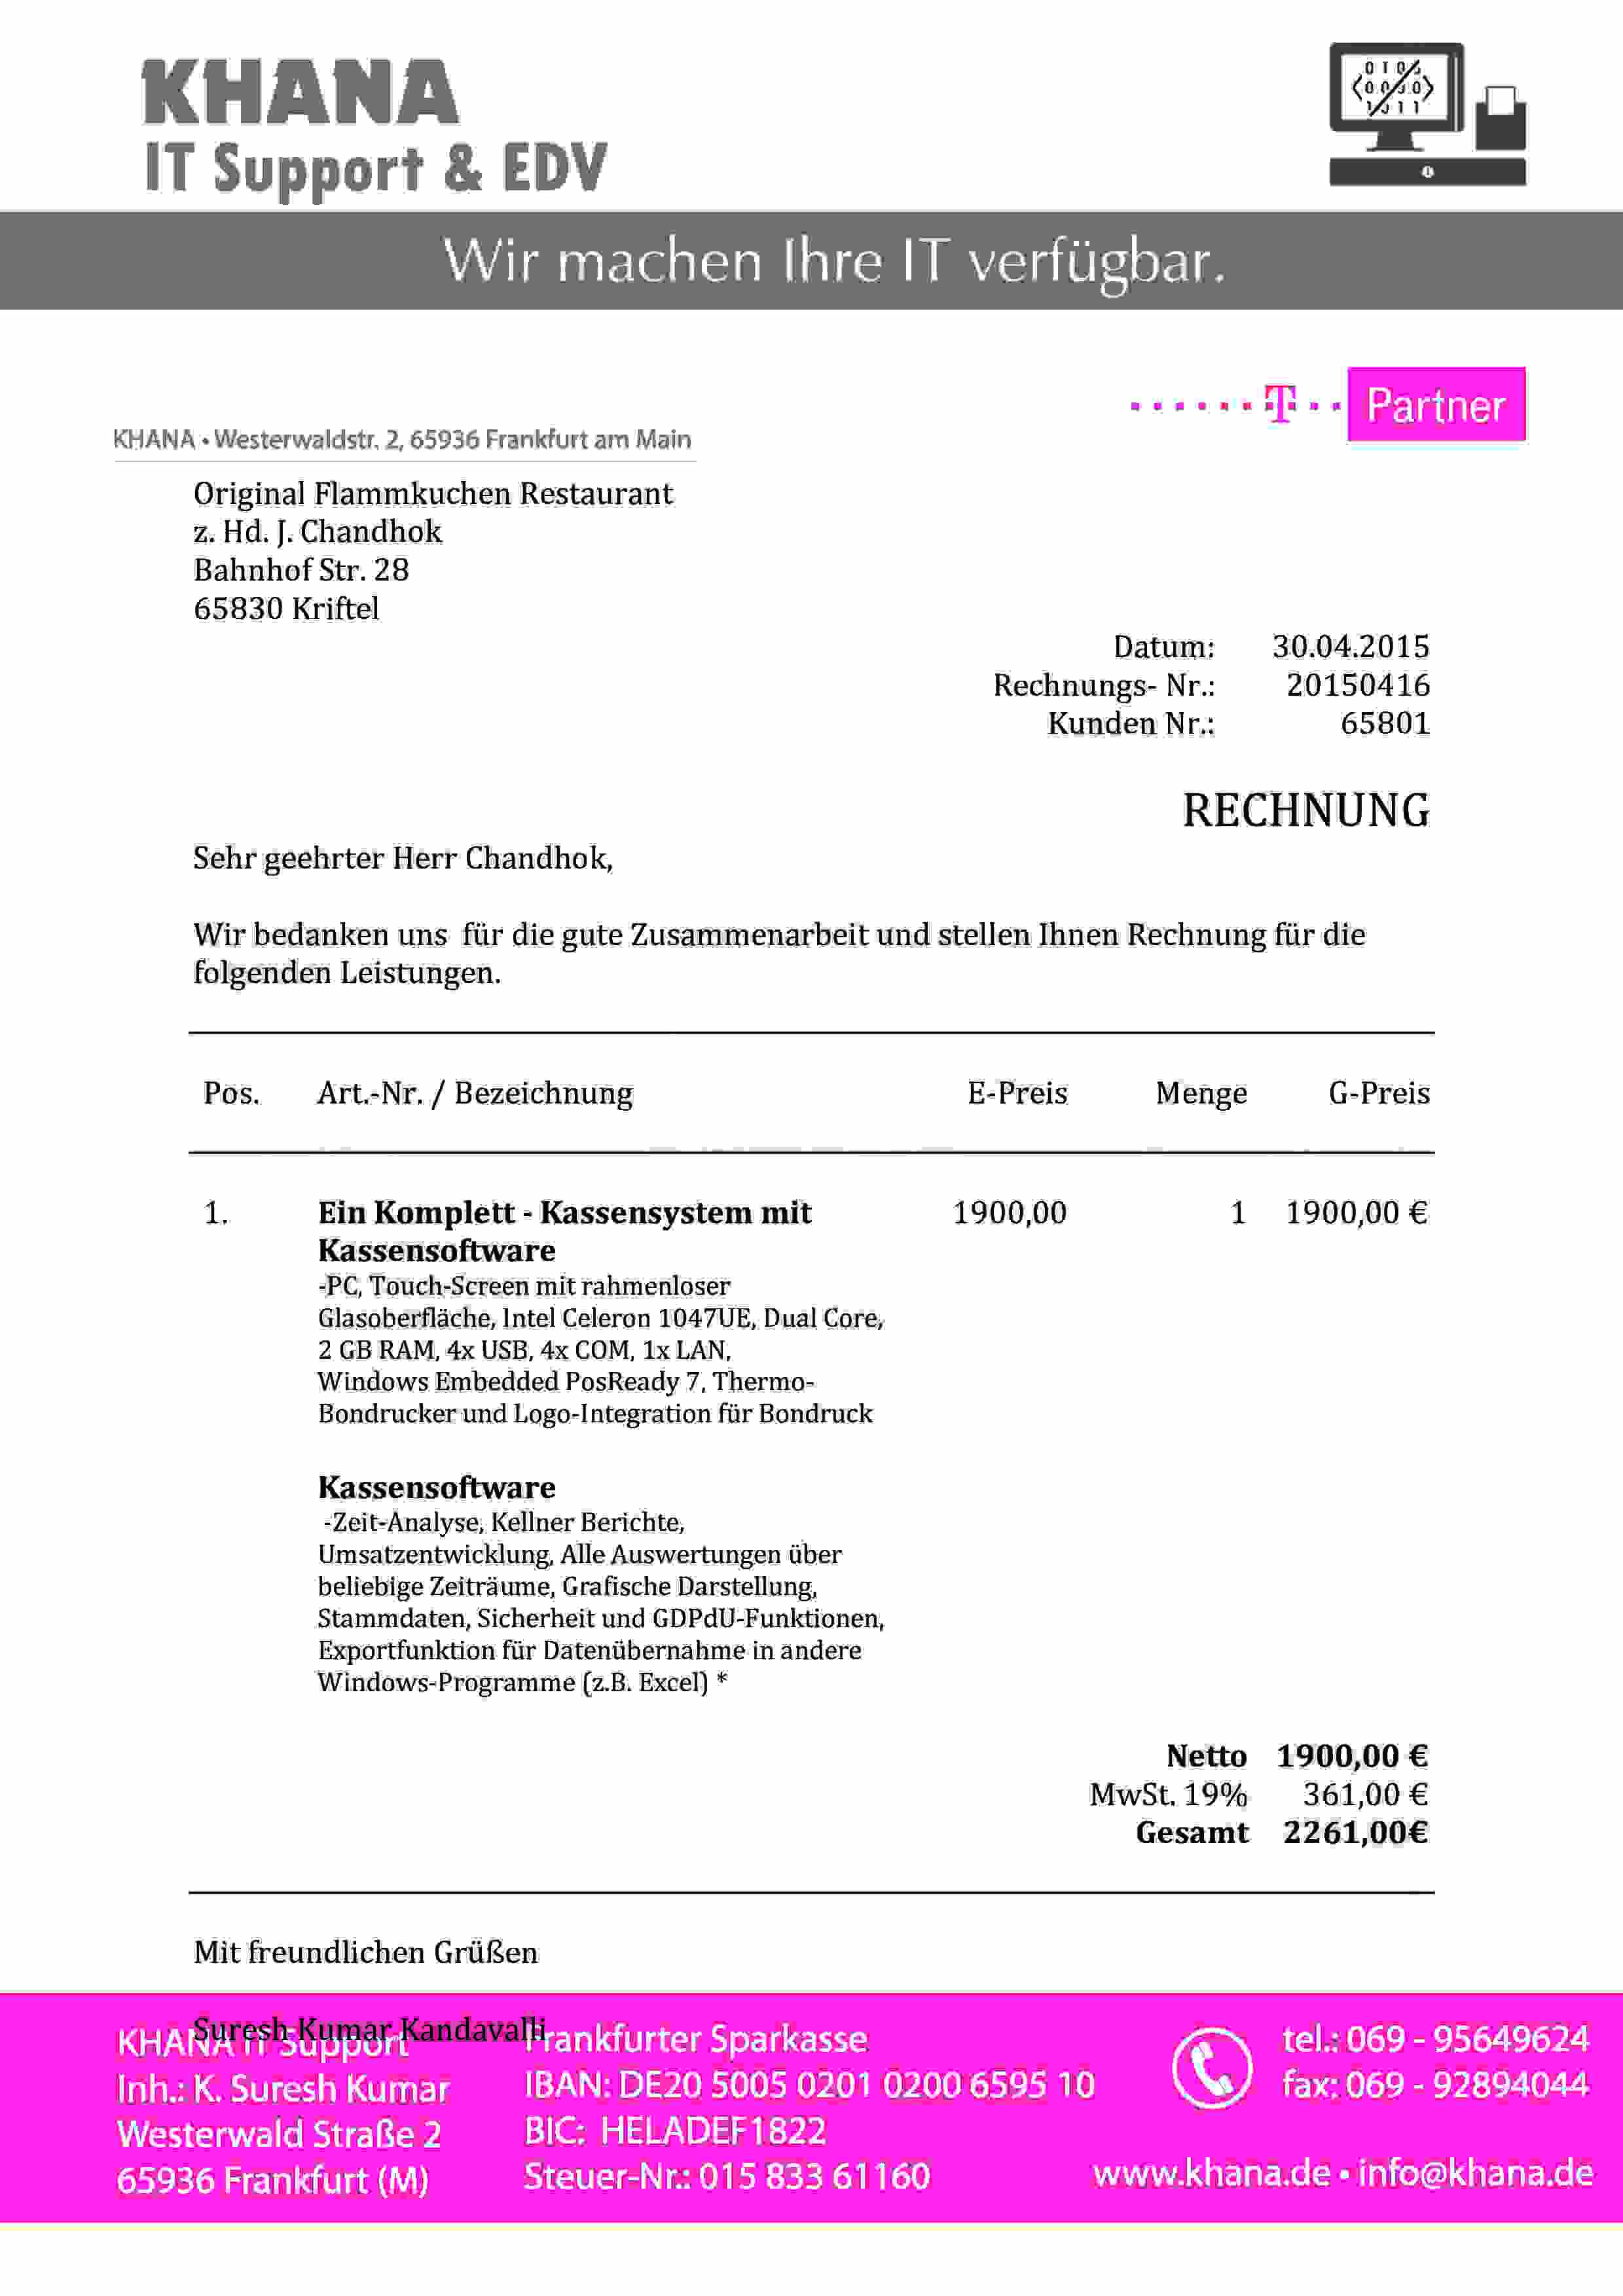 KHANA
IT Support & EDV
Wir machen Ihre IT verfügbar.
T Partner
KHANA • Westerwaldstr. 2, 65936 Frankfurt am Main
Original Flammkuchen Restaurant
z. Hd. J. Chandhok
Bahnhof Str. 28
65830 Kriftel
Datum: 30.04.2015
Rechnungs- Nr.: 20150416
Kunden Nr.: 65801
RECHNUNG
Sehr geehrter Herr Chandhok,
Wir bedanken uns für die gute Zusammenarbeit und stellen Ihnen Rechnung für die
folgenden Leistungen.
Pos. Art.-Nr. / Bezeichnung E-Preis Menge G-Preis
1. Ein Komplett - Kassensystem mit 1900,00 1 1900,00 €
Kassensoftware
-PC, Touch-Screen mit rahmenloser
Glasoberfläche, Intel Celeron 1047UE, Dual Core,
2 GB RAM, 4x USB, 4x COM, 1x LAN,
Windows Embedded PosReady 7, Thermo-
Bondrucker und Logo-Integration für Bondruck
Kassensoftware
-Zeit-Analyse, Kellner Berichte,
Umsatzentwicklung, Alle Auswertungen über
beliebige Zeiträume, Grafische Darstellung,
Stammdaten, Sicherheit und GDPdU-Funktionen,
Exportfunktion für Datenübernahme in andere
Windows-Programme (z.B. Excel) *
Netto 1900,00 €
MwSt. 19% 361,00 €
Gesamt 2261,00€
Mit freundlichen Grüßen
Suresh Kumar Kandavalli
KHANA IT Support
Inh.: K. Suresh Kumar
Westerwald Straße 2
65936 Frankfurt (M)
Frankfurter Sparkasse
IBAN: DE20 5005 0201 0200 6595 10
BIC: HELADEF1822
Steuer-Nr.: 015 833 61160
tel.: 069 - 95649624
fax: 069 - 92894044
www.khana.de • info@khana.de